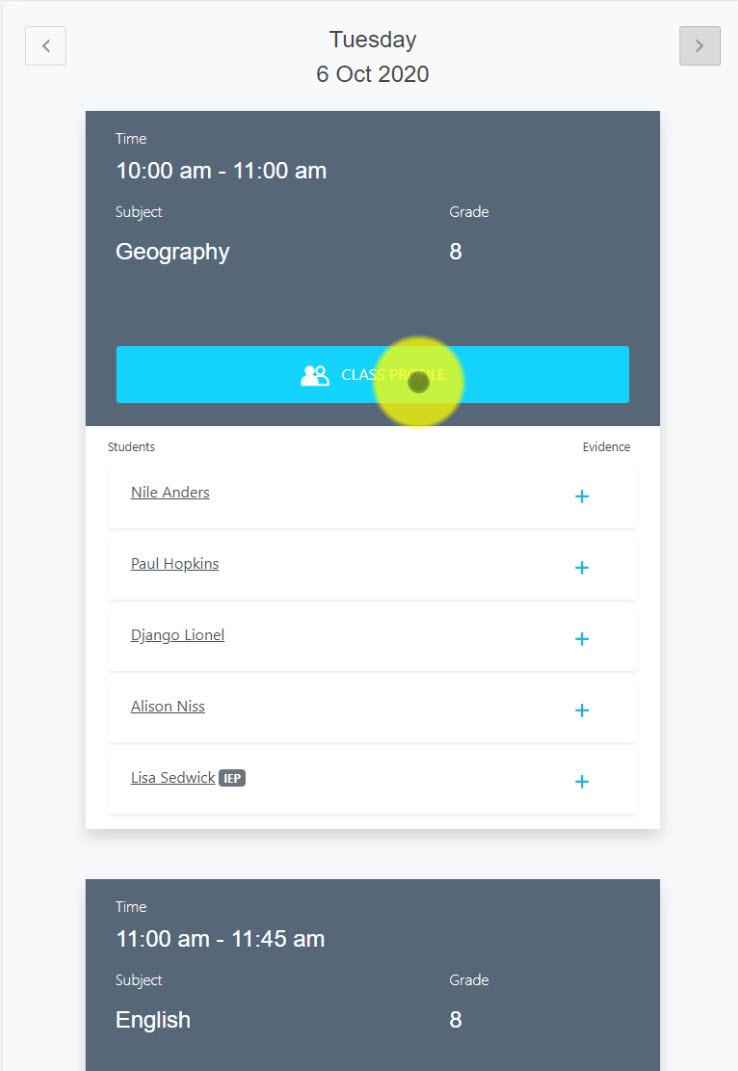 Tuesday
6 Oct 2020
Time
10:00 am - 11:00 am
Subject Grade
Geography 8
CLASS PROFILE
Students Evidence
Nile Anders +
Paul Hopkins +
Django Lionel +
Alison Niss +
Lisa Sedwick IEP +
Time
11:00 am - 11:45 am
Subject Grade
English 8